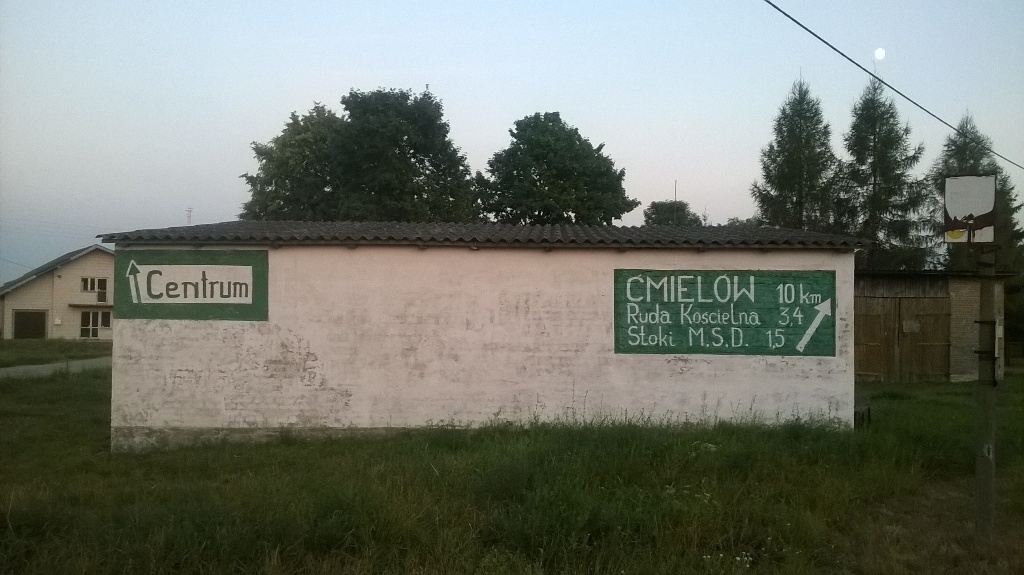 Centrum
ĆMIELÓW 10 km
Ruda Kościelna 3,4
Stoki M.S.D. 1,5